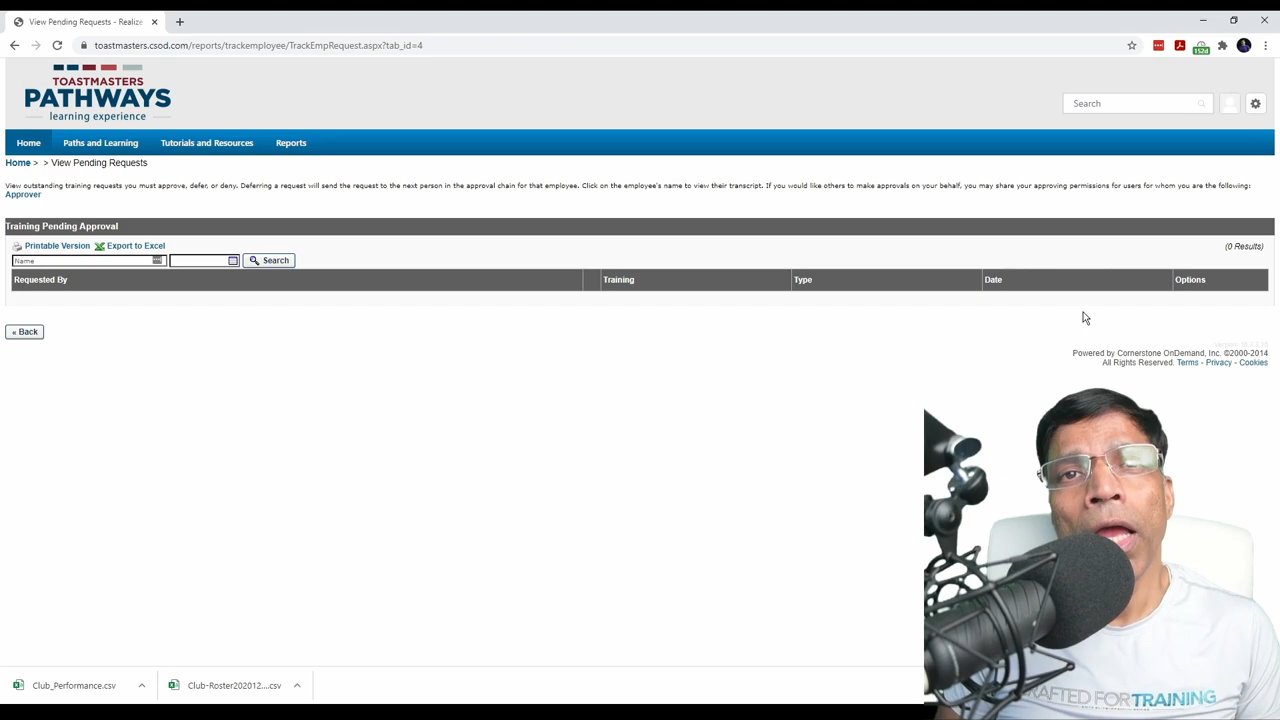 View Pending Requests - Realize
toastmasters.csod.com/reports/trackemployee/TrackEmpRequest.aspx?tab_id=4
152d
TOASTMASTERS
PATHWAYS
learning experience
Search
Home
Paths and Learning
Tutorials and Resources
Reports
Home > > View Pending Requests
View outstanding training requests you must approve, defer, or deny. Deferring a request will send the request to the next person in the approval chain for that employee. Click on the employee's name to view their transcript. If you would like others to make approvals on your behalf, you may share your approving permissions for users for whom you are the following:
Approver
Training Pending Approval
Printable Version Export to Excel
(0 Results)
Name
Search
Requested By
Training
Type
Date
Options
« Back
Powered by Cornerstone OnDemand, Inc. ©2000-2014
All Rights Reserved. Terms - Privacy - Cookies
CRAFTED FOR TRAINING
Club_Performance.csv
Club-Roster202012....csv